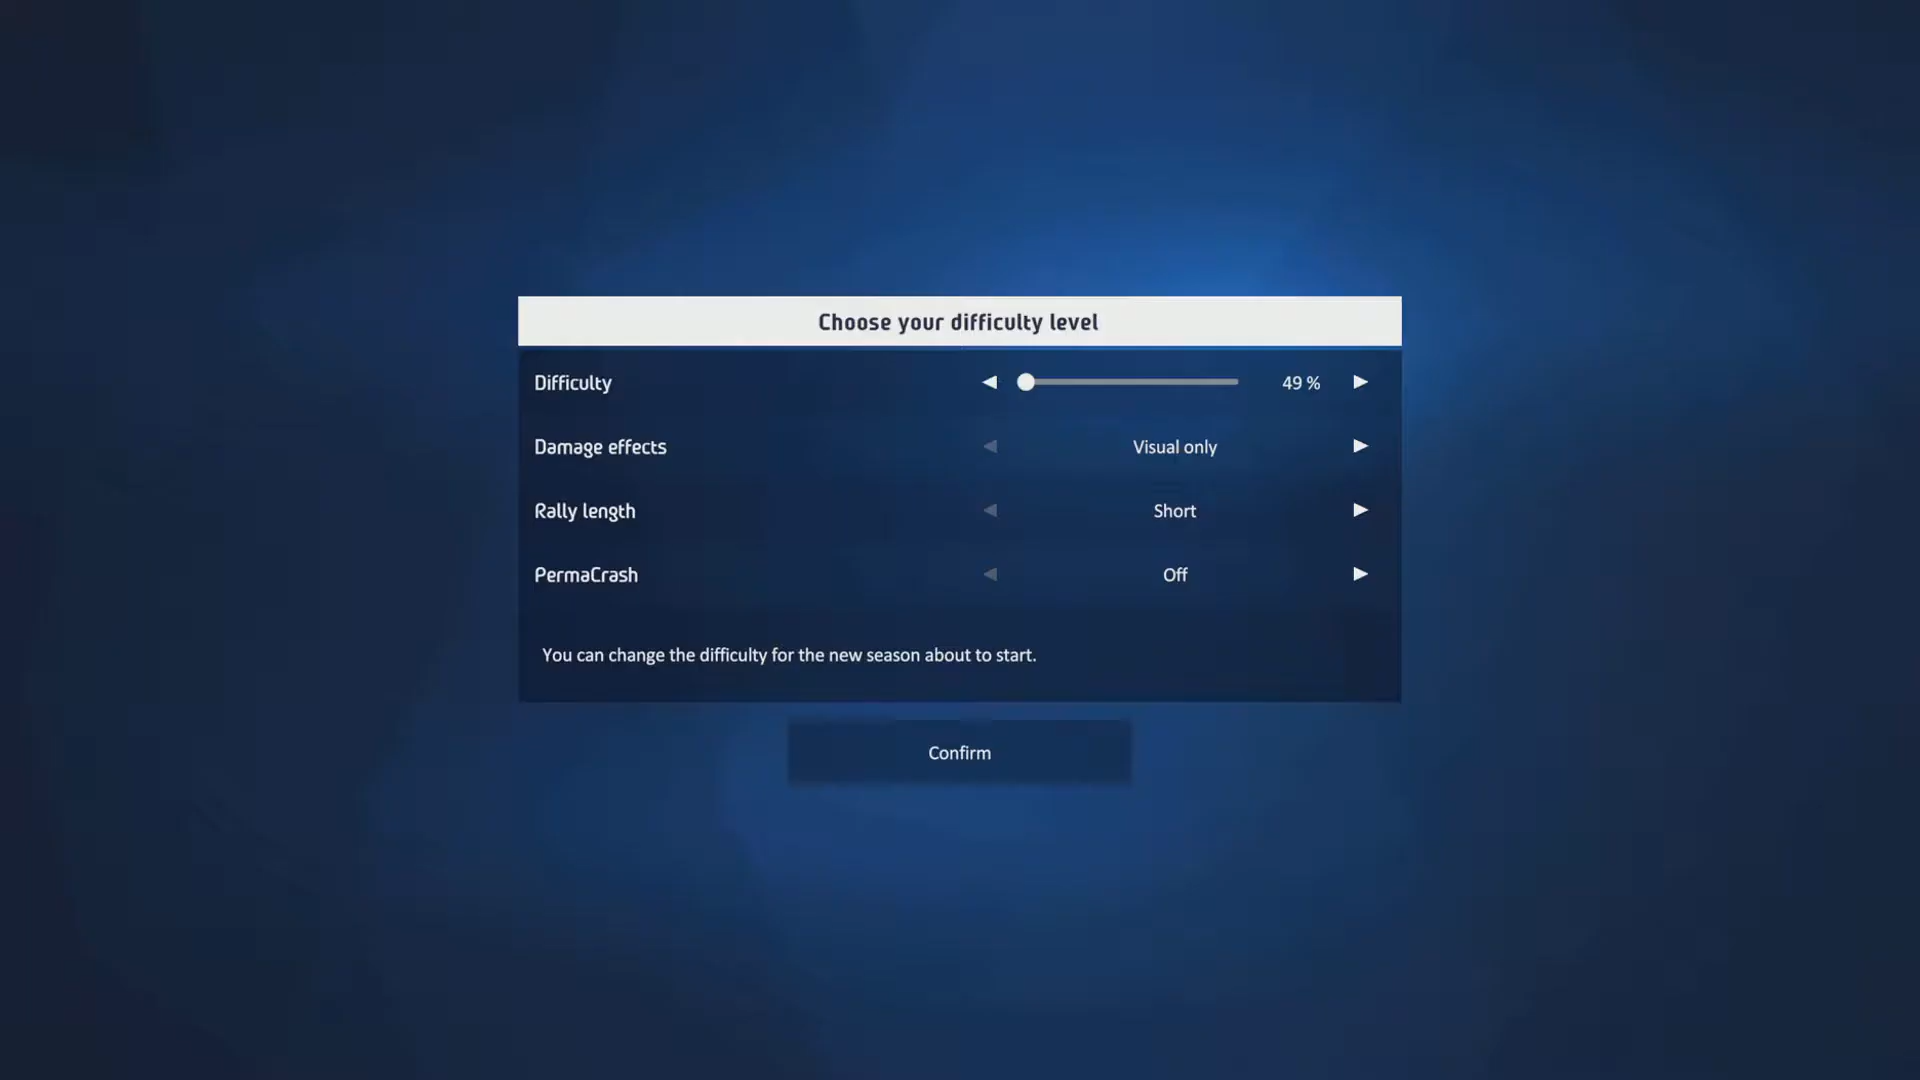 Choose your difficulty level
Difficulty 49 %
Damage effects Visual only
Rally length Short
PermaCrash Off
You can change the difficulty for the new season about to start.
Confirm